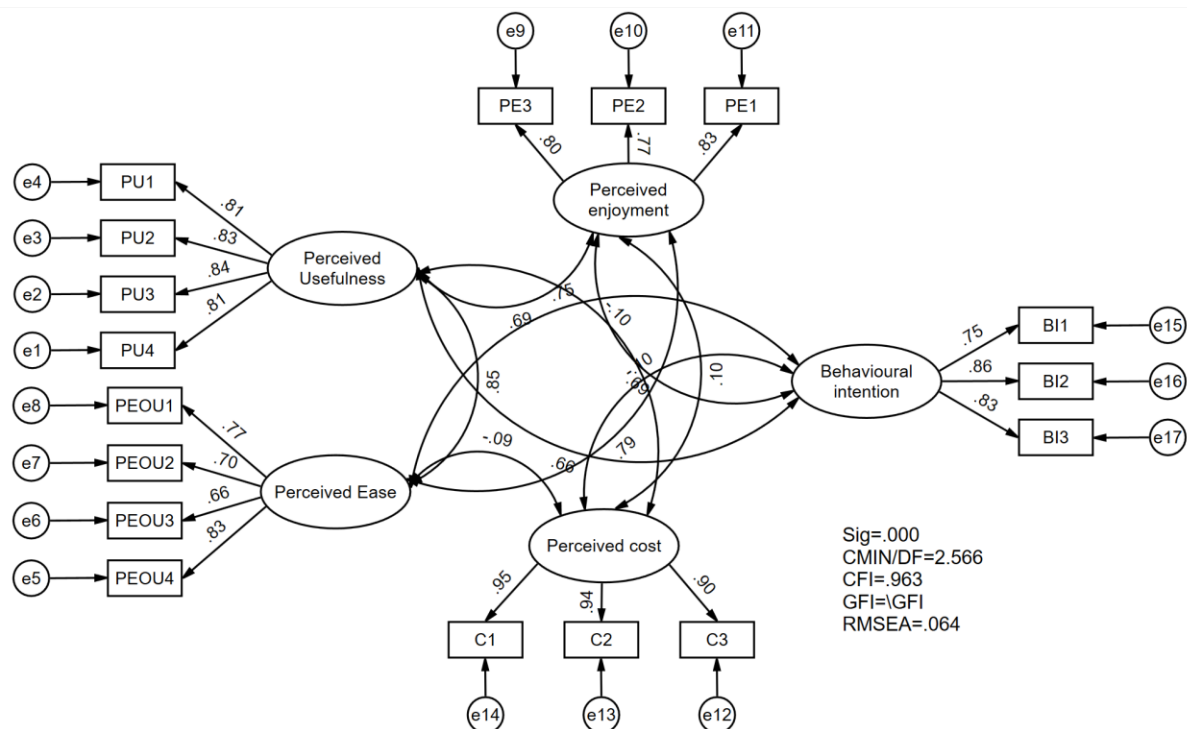 e9
e10
e11
PE3
PE2
PE1
.80
.77
.83
Perceived
enjoyment
e4
PU1
.81
e3
PU2
.83
e2
PU3
.84
e1
PU4
.81
Perceived
Usefulness
e8
PEOU1
.77
e7
PEOU2
.70
e6
PEOU3
.66
e5
PEOU4
.83
Perceived Ease
.75
.69
-.10
.69
.10
.85
-.09
.66
.79
Behavioural
intention
.75
BI1
e15
.86
BI2
e16
.83
BI3
e17
Perceived cost
.95
.94
.90
C1
C2
C3
e14
e13
e12
Sig=.000
CMIN/DF=2.566
CFI=.963
GFI=\GFI
RMSEA=.064